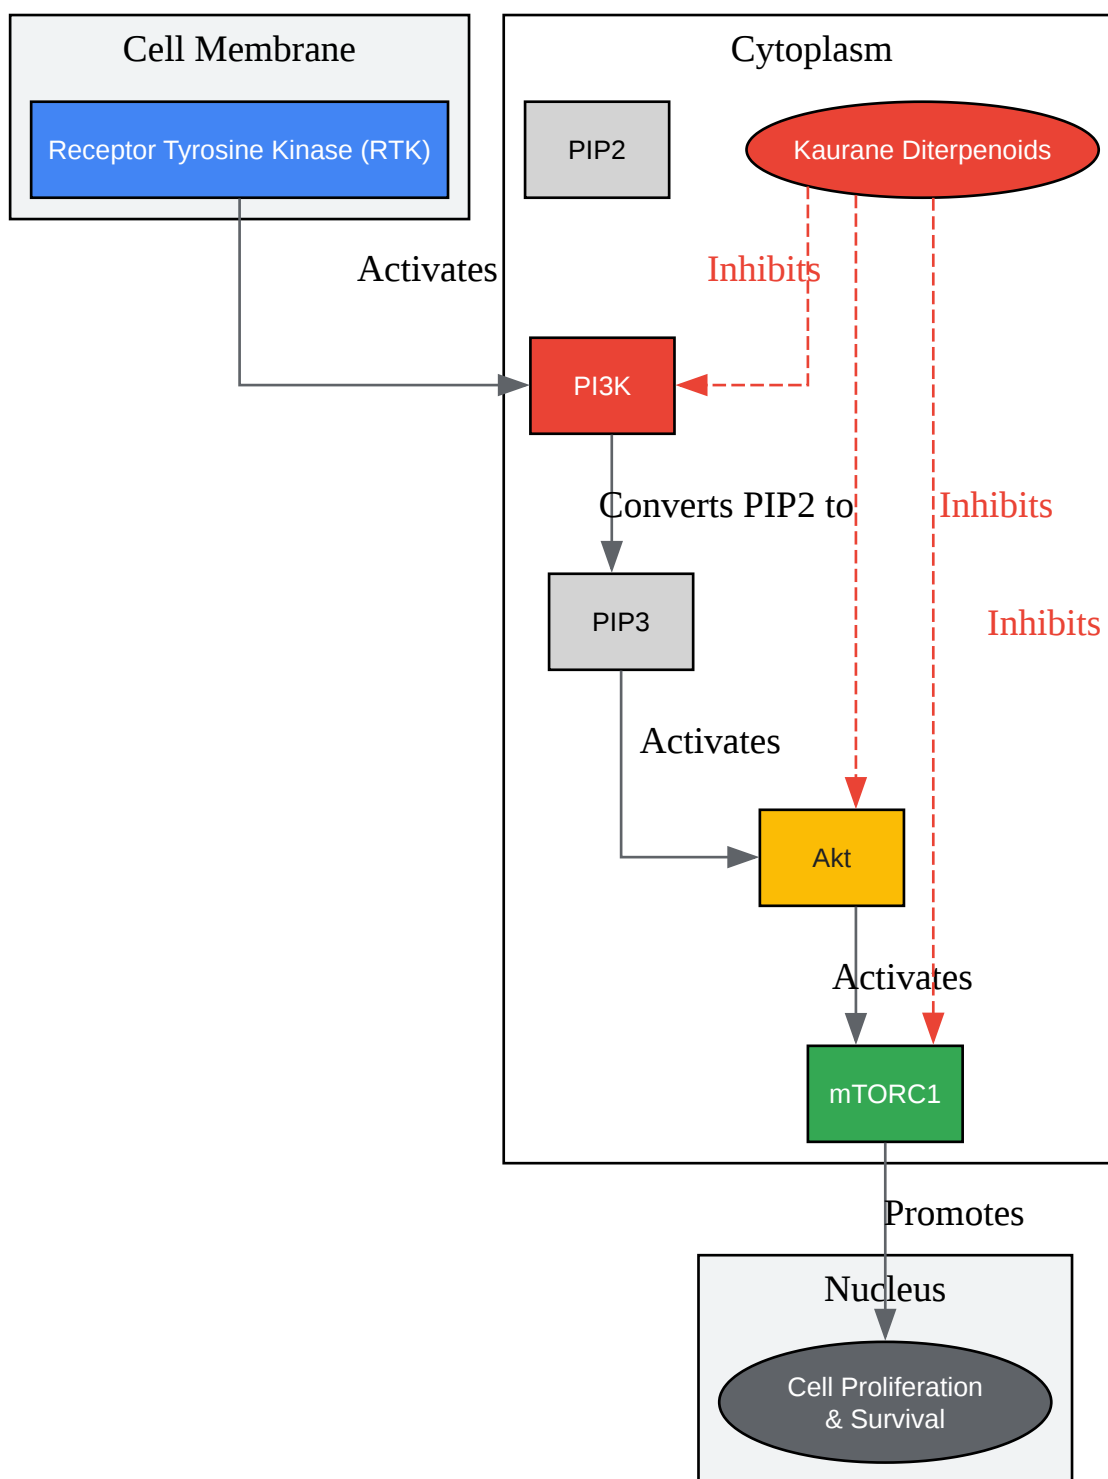 Cell Membrane
Cytoplasm
Receptor Tyrosine Kinase (RTK)
PIP2
Kaurane Diterpenoids
Activates
Inhibits
PI3K
Converts PIP2 to
Inhibits
PIP3
Inhibits
Activates
Akt
Activates
mTORC1
Promotes
Nucleus
Cell Proliferation
& Survival